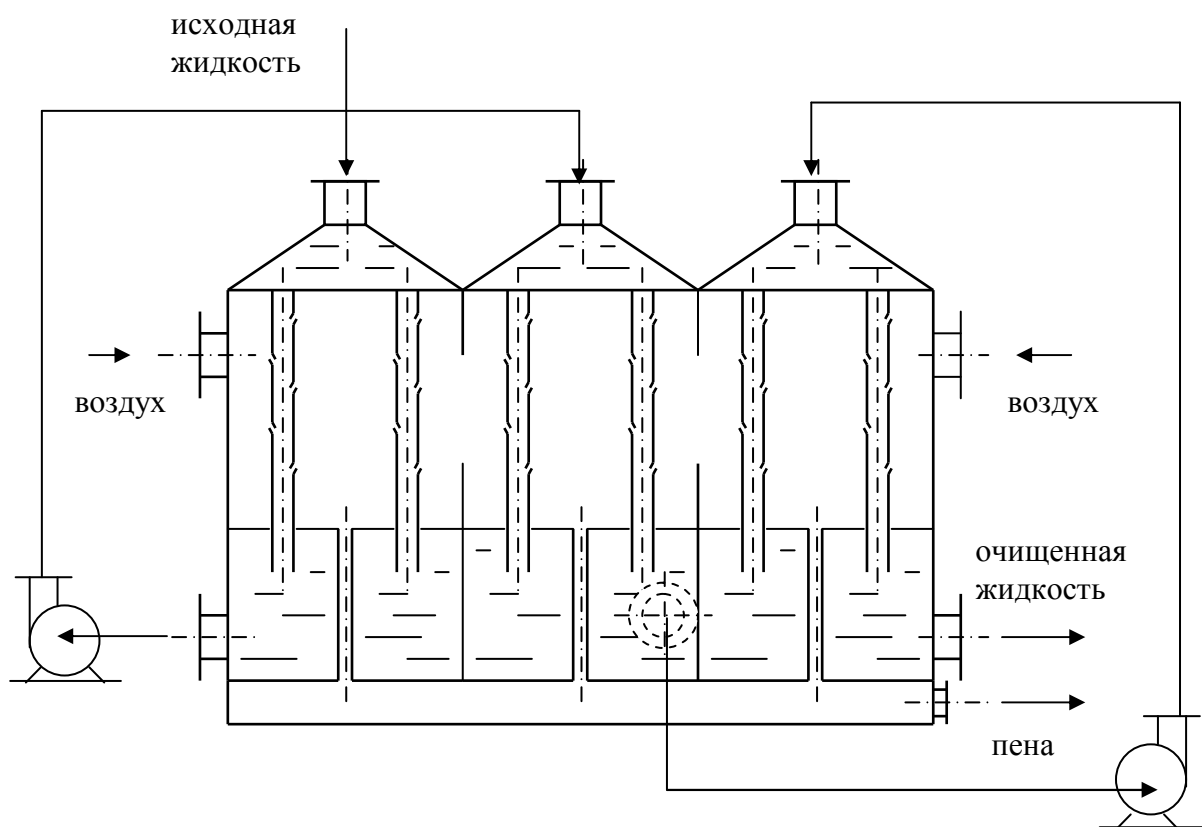 исходная
жидкость
воздух
воздух
очищенная
жидкость
пена